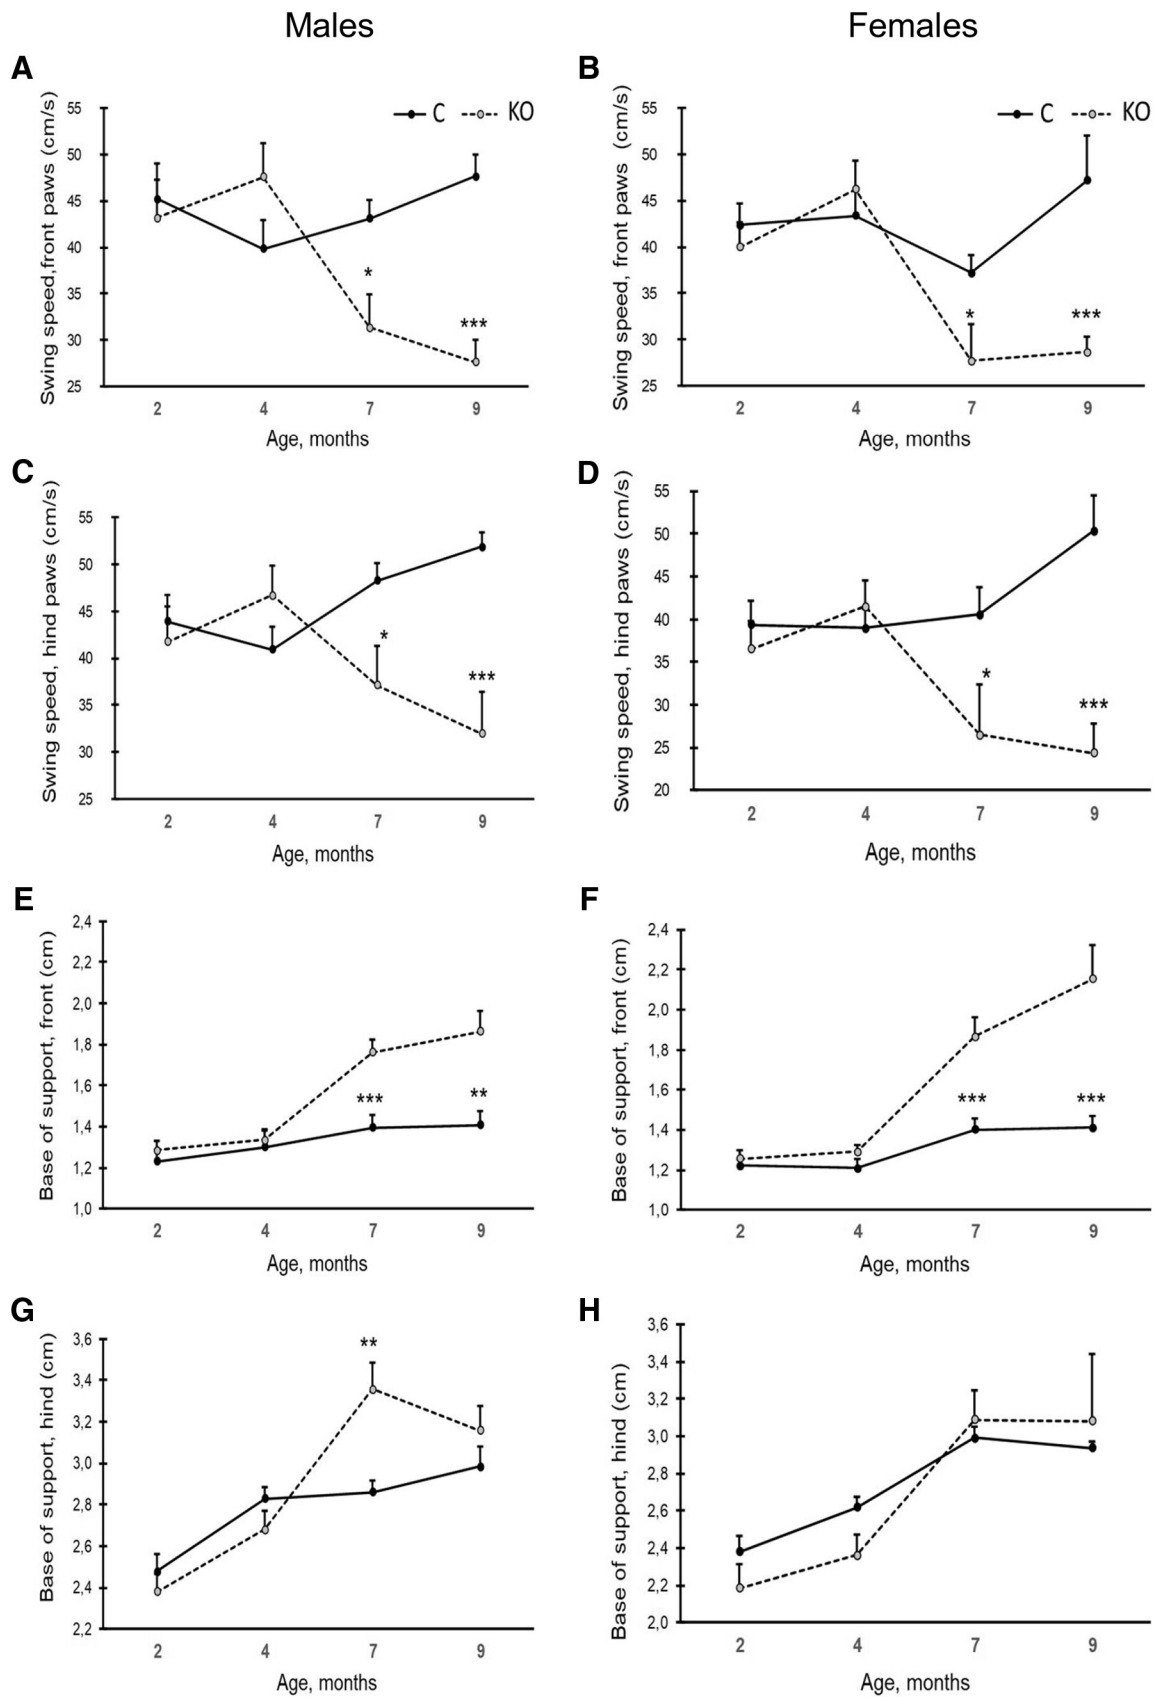 Males Females
A B
Swing speed,front paws (cm/s)
55
50
45
40
35
30
25
C KO
*
***
2 4 7 9
Age, months
Swing speed, front paws (cm/s)
55
50
45
40
35
30
25
C KO
*
***
2 4 7 9
Age, months
C D
Swing speed, hind paws (cm/s)
55
50
45
40
35
30
25
*
***
2 4 7 9
Age, months
Swing speed, hind paws (cm/s)
55
50
45
40
35
30
25
20
*
***
2 4 7 9
Age, months
E F
Base of support, front (cm)
2,4
2,2
2,0
1,8
1,6
1,4
1,2
1,0
***
**
2 4 7 9
Age, months
Base of support, front (cm)
2,4
2,2
2,0
1,8
1,6
1,4
1,2
1,0
***
***
2 4 7 9
Age, months
G H
Base of support, hind (cm)
3,6
3,4
3,2
3,0
2,8
2,6
2,4
2,2
**
2 4 7 9
Age, months
Base of support, hind (cm)
3,6
3,4
3,2
3,0
2,8
2,6
2,4
2,2
2,0
2 4 7 9
Age, months